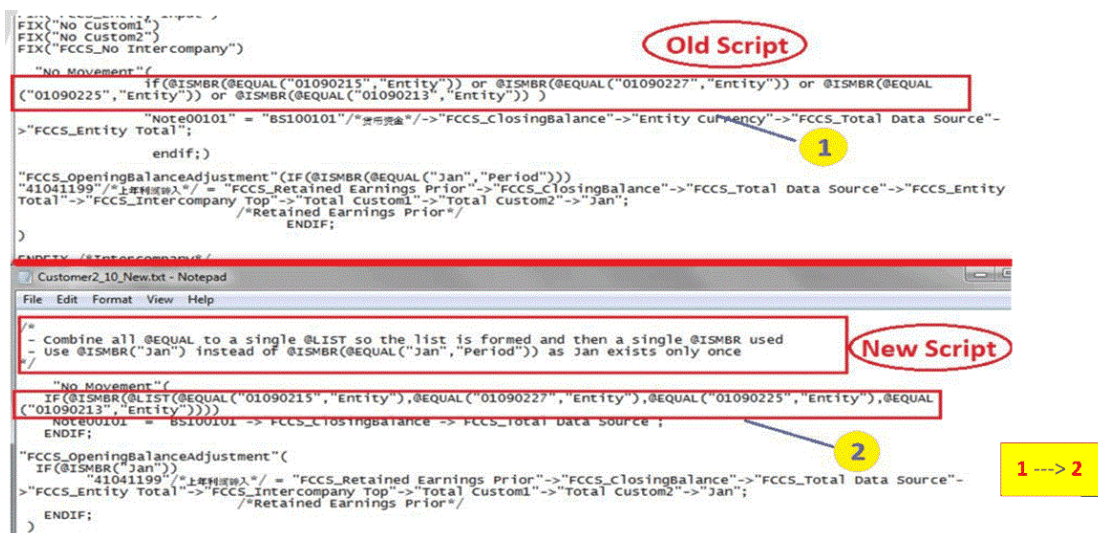 FIX("No Custom1")
FIX("No Custom2")
FIX("FCCS_No Intercompany")
Old Script
"No Movement"(
if(@ISMBR(@EQUAL("01090215","Entity")) or @ISMBR(@EQUAL("01090227","Entity")) or @ISMBR(@EQUAL
("01090225","Entity")) or @ISMBR(@EQUAL("01090213","Entity")) )
"Note00101" = "BS100101"/*货币资金*/->"FCCS_ClosingBalance"->"Entity Currency"->"FCCS_Total Data Source"-
>"FCCS_Entity Total";
1
endif;)
"FCCS_OpeningBalanceAdjustment"(IF(@ISMBR(@EQUAL("Jan","Period")))
"41041199"/*上年利润转入*/ = "FCCS_Retained Earnings Prior"->"FCCS_ClosingBalance"->"FCCS_Total Data Source"->"FCCS_Entity
Total"->"FCCS_Intercompany Top"->"Total Custom1"->"Total Custom2"->"Jan";
/*Retained Earnings Prior*/
ENDIF;
)
ENDFIX /*Intercompany*/
Customer2_10_New.txt - Notepad
File Edit Format View Help
/*
- Combine all @EQUAL to a single @LIST so the list is formed and then a single @ISMBR used
- Use @ISMBR("Jan") instead of @ISMBR(@EQUAL("Jan","Period")) as Jan exists only once
*/
New Script
"No Movement"(
IF(@ISMBR(@LIST(@EQUAL("01090215","Entity"),@EQUAL("01090227","Entity"),@EQUAL("01090225","Entity"),@EQUAL
("01090213","Entity"))))
"Note00101" = "BS100101"->"FCCS_ClosingBalance"->"FCCS_Total Data Source";
ENDIF;
2
"FCCS_OpeningBalanceAdjustment"(
IF(@ISMBR("Jan"))
"41041199"/*上年利润转入*/ = "FCCS_Retained Earnings Prior"->"FCCS_ClosingBalance"->"FCCS_Total Data Source"-
>"FCCS_Entity Total"->"FCCS_Intercompany Top"->"Total Custom1"->"Total Custom2"->"Jan";
/*Retained Earnings Prior*/
ENDIF;
)
1 ---> 2